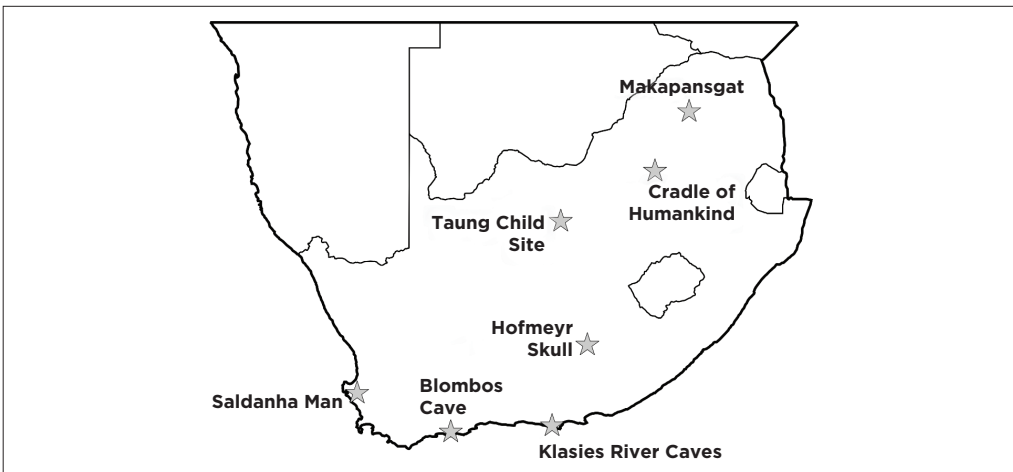 Makapansgat
Cradle of
Humankind
Taung Child
Site
Hofmeyr
Skull
Saldanha Man
Blombos
Cave
Klasies River Caves